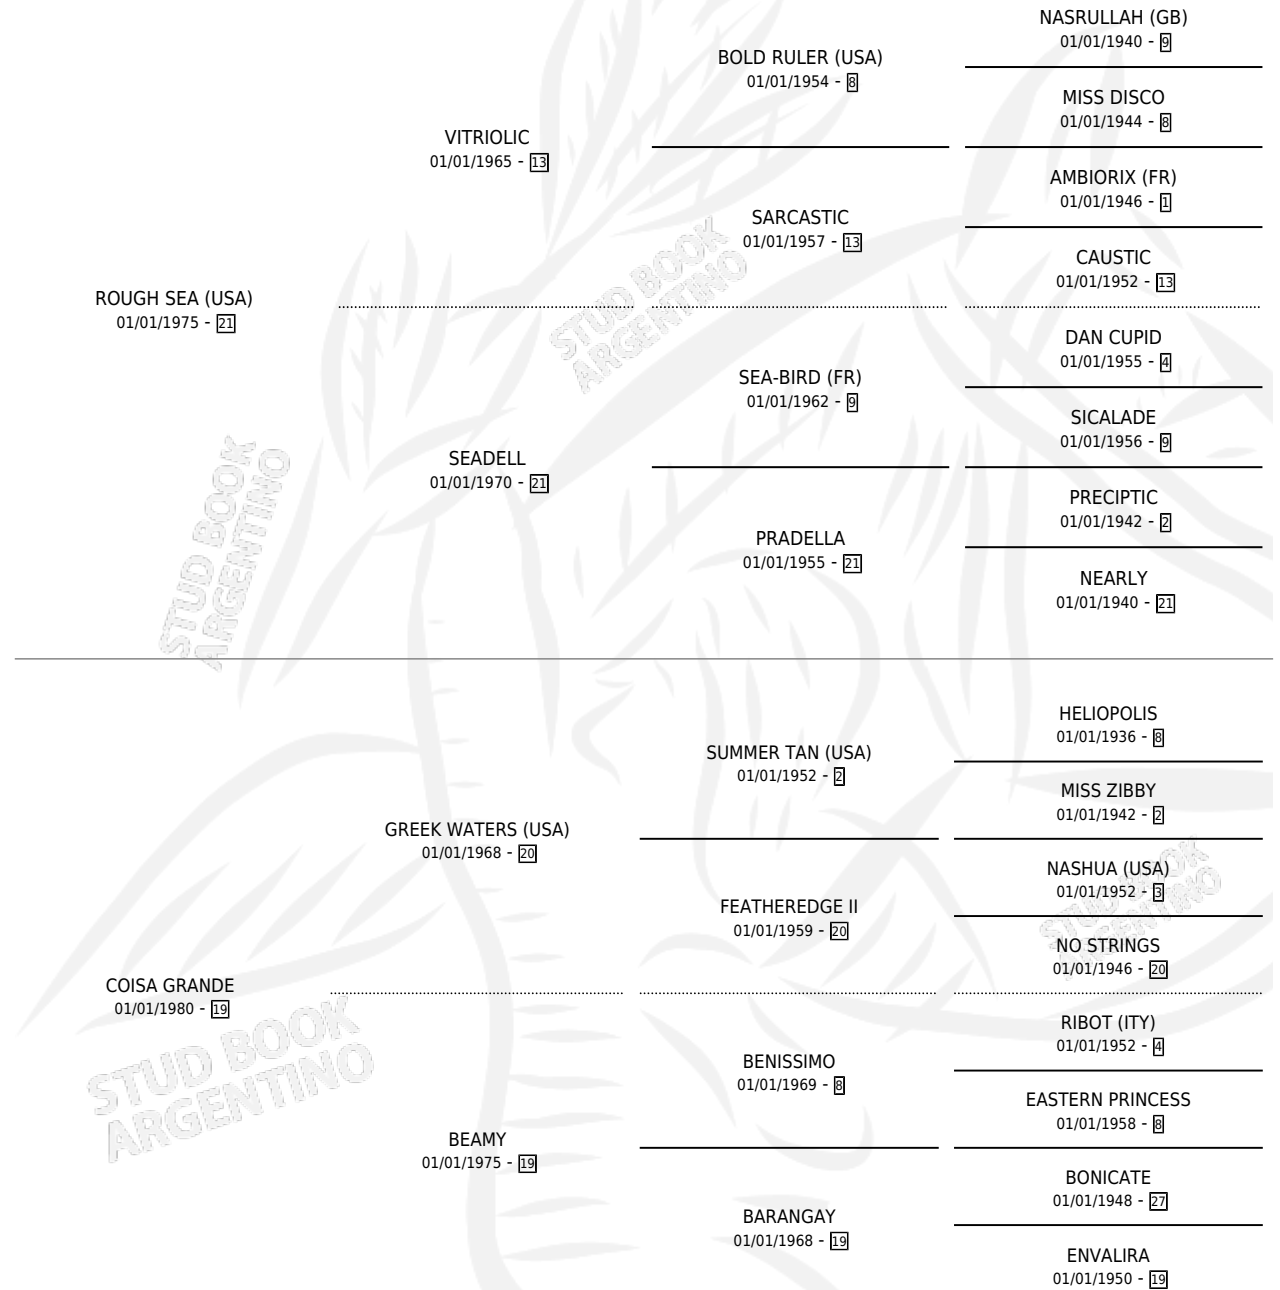 NASRULLAH (GB)
01/01/1940 - 9
BOLD RULER (USA)
01/01/1954 - 8
MISS DISCO
01/01/1944 - 8
VITRIOLIC
01/01/1965 - 13
AMBIORIX (FR)
01/01/1946 - 1
SARCASTIC
01/01/1957 - 13
CAUSTIC
01/01/1952 - 13
ROUGH SEA (USA)
01/01/1975 - 21
DAN CUPID
01/01/1955 - 4
SEA-BIRD (FR)
01/01/1962 - 9
SICALADE
01/01/1956 - 9
SEADELL
01/01/1970 - 21
PRECIPTIC
01/01/1942 - 2
PRADELLA
01/01/1955 - 21
NEARLY
01/01/1940 - 21
HELIOPOLIS
01/01/1936 - 8
SUMMER TAN (USA)
01/01/1952 - 2
MISS ZIBBY
01/01/1942 - 2
GREEK WATERS (USA)
01/01/1968 - 20
NASHUA (USA)
01/01/1952 - 3
FEATHEREDGE II
01/01/1959 - 20
NO STRINGS
01/01/1946 - 20
COISA GRANDE
01/01/1980 - 19
RIBOT (ITY)
01/01/1952 - 4
BENISSIMO
01/01/1969 - 8
EASTERN PRINCESS
01/01/1958 - 8
BEAMY
01/01/1975 - 19
BONICATE
01/01/1948 - 27
BARANGAY
01/01/1968 - 19
ENVALIRA
01/01/1950 - 19
STUD BOOK
ARGENTINO
STUD BOOK
ARGENTINO
STUD BOOK
ARGENTINO
STUD BOOK
ARGENTINO